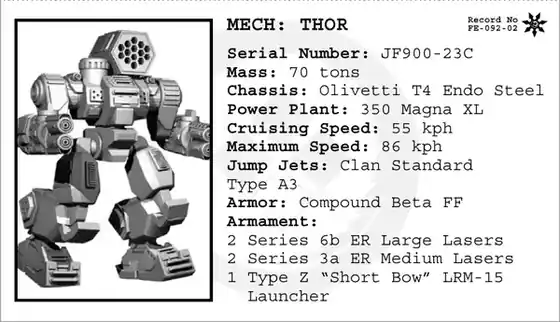 MECH: THOR
Record No
FE-092-02
Serial Number: JF900-23C
Mass: 70 tons
Chassis: Olivetti T4 Endo Steel
Power Plant: 350 Magna XL
Cruising Speed: 55 kph
Maximum Speed: 86 kph
Jump Jets: Clan Standard
Type A3
Armor: Compound Beta FF
Armament:
2 Series 6b ER Large Lasers
2 Series 3a ER Medium Lasers
1 Type Z “Short Bow” LRM-15
Launcher